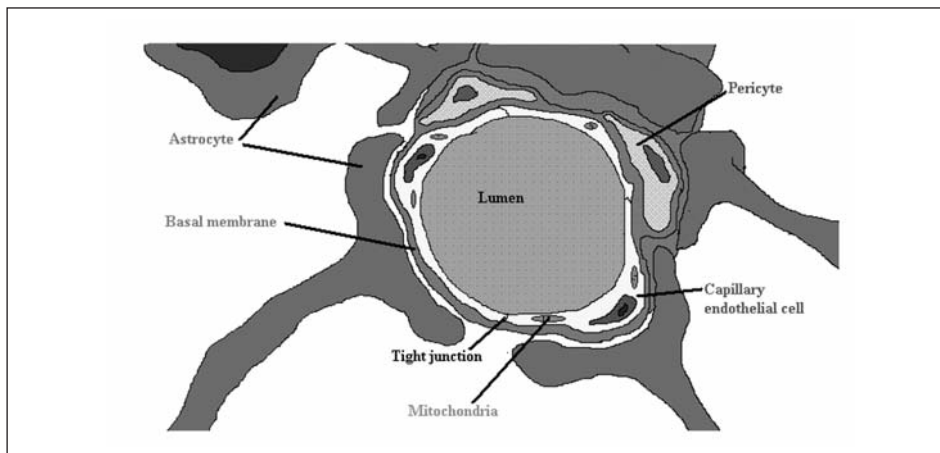 Pericyte
Astrocyte
Lumen
Basal membrane
Capillary
endothelial cell
Tight junction
Mitochondria